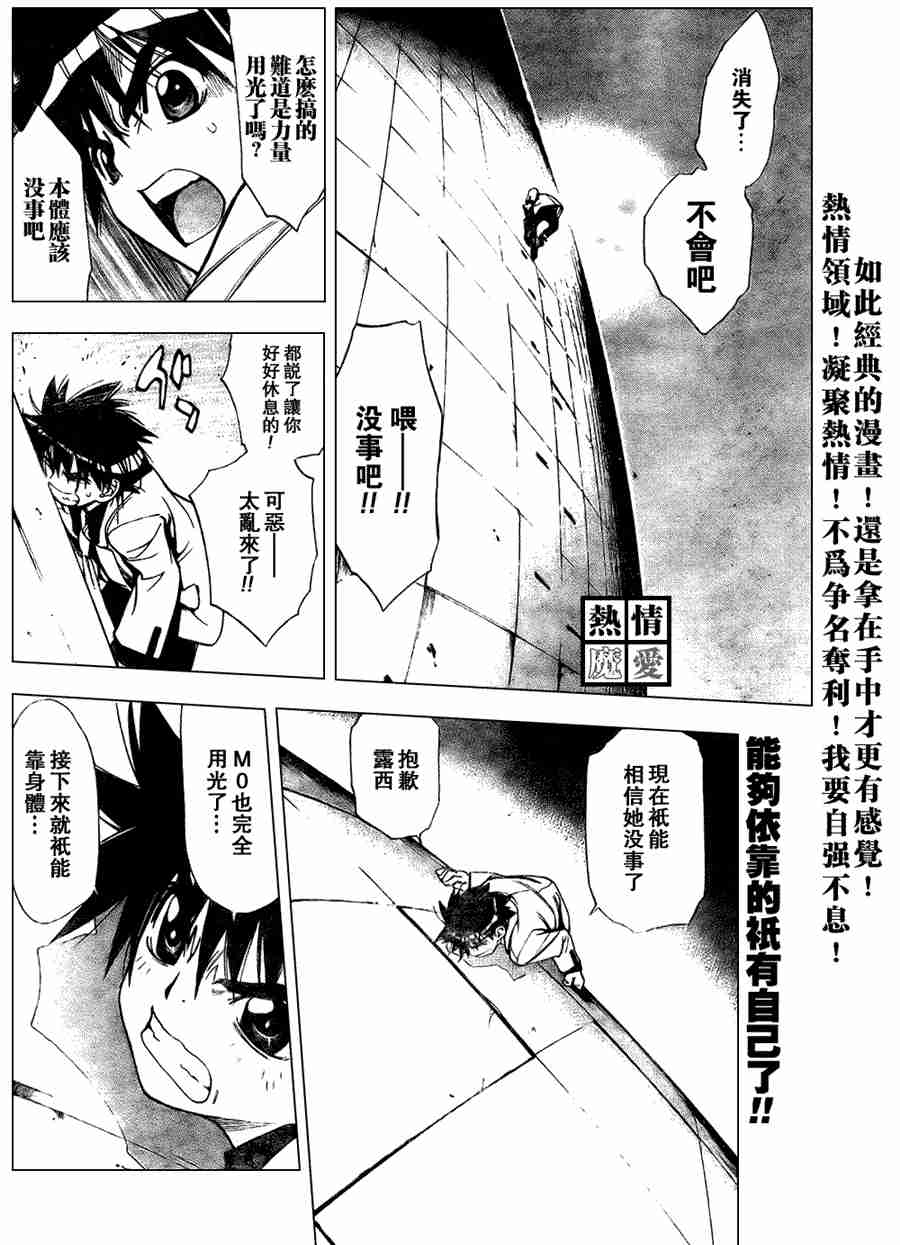 如此經典的漫畫！還是拿在手中才更有感覺！
熱情領域！凝聚熱情！不爲争名奪利！我要自强不息！
消失了…
不會吧
喂——
没事吧!!
怎麽搞的
難道是力量
用光了嗎？
本體應該
没事吧
都説了讓你
好好休息的！
可惡——
太亂來了!!
ググ
熱情
魔愛
能夠依靠的衹有自己了!!
現在衹能
相信她没事了
抱歉
露西
M0也完全
用光了…
接下來就衹能
靠身體…